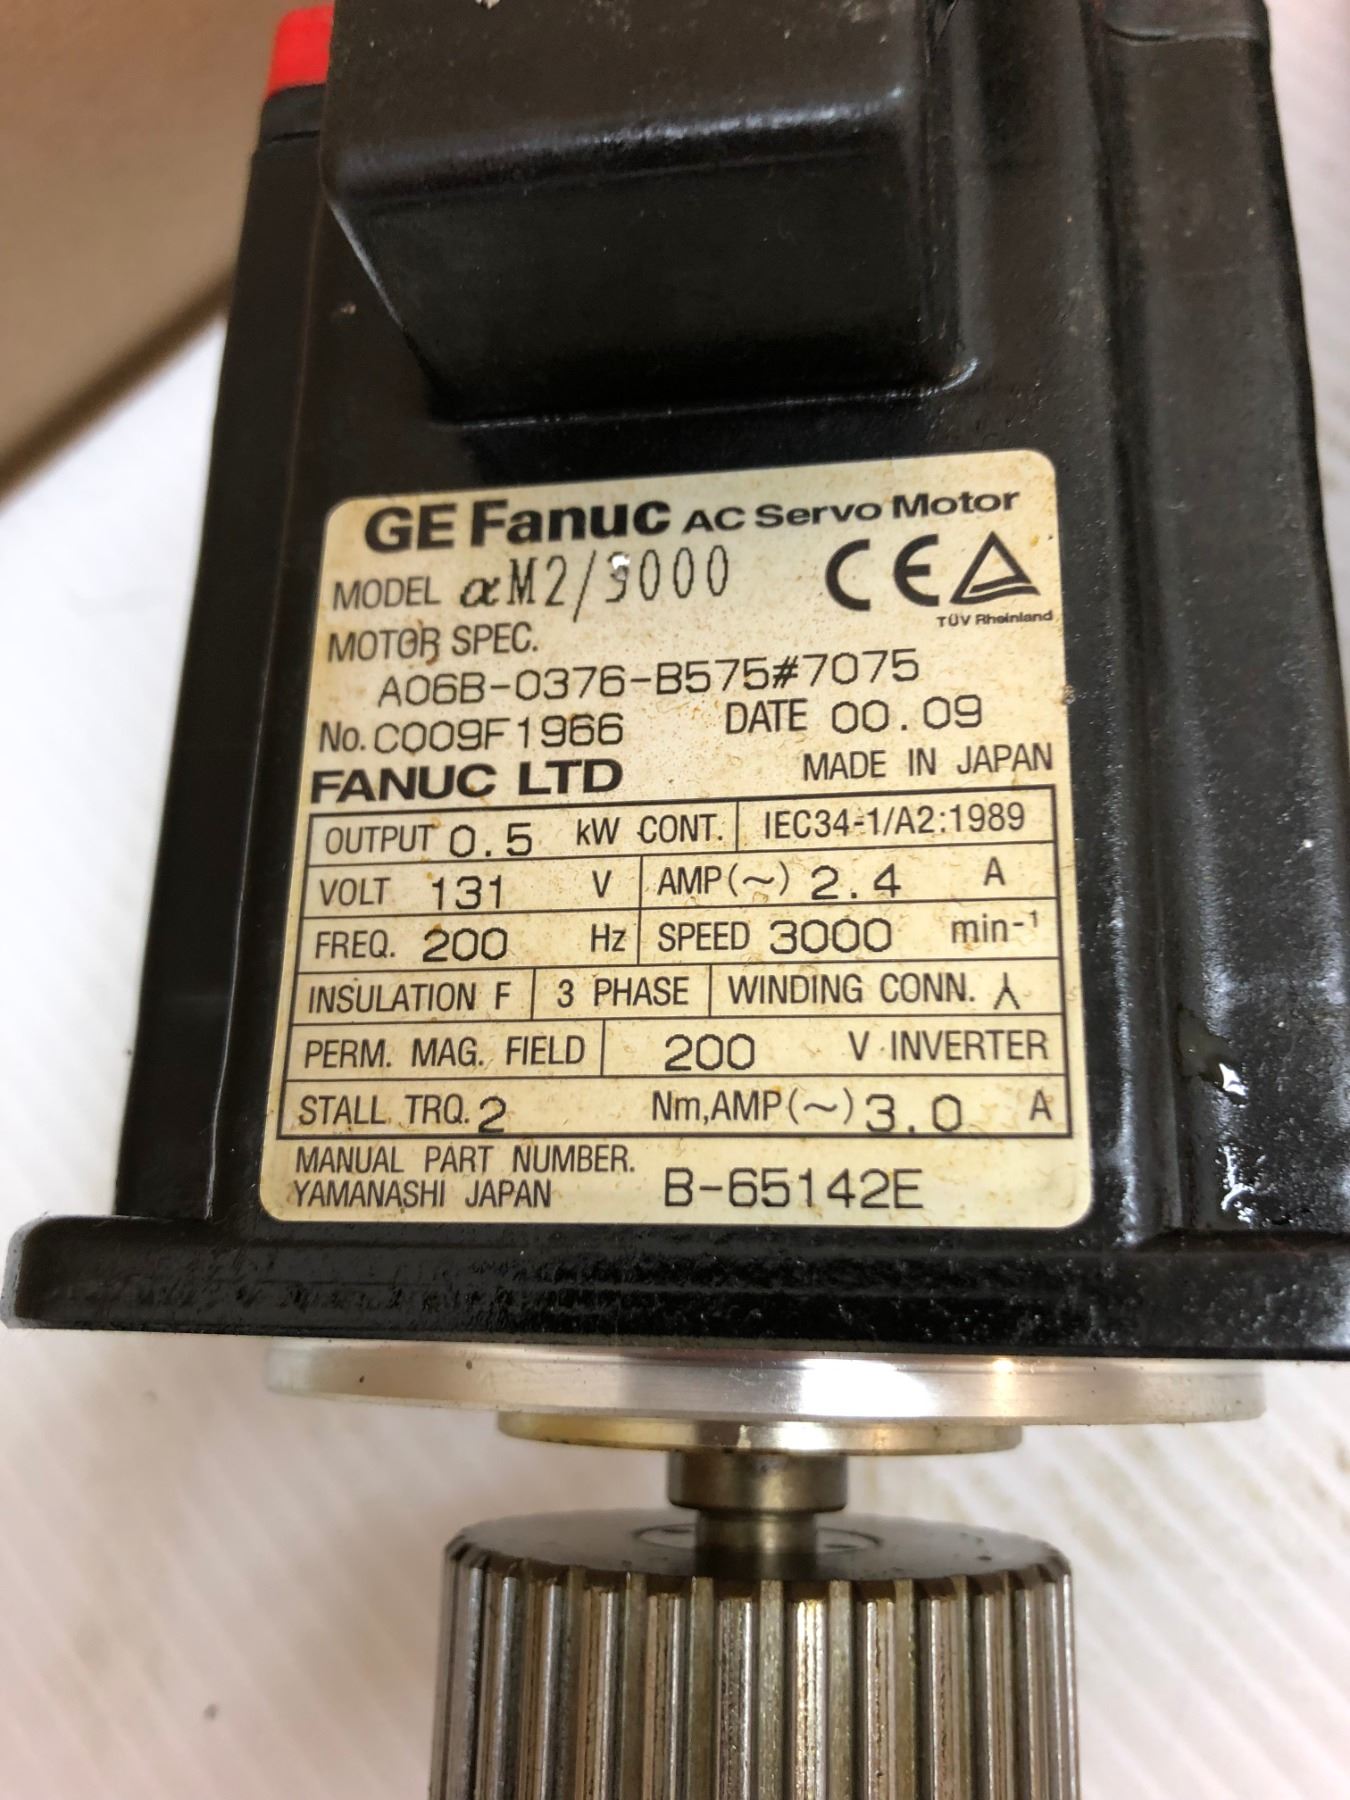 GE Fanuc AC Servo Motor
MODEL αM2/3000
CE
TÜV Rheinland
MOTOR SPEC.
A06B-0376-B575#7075
No. C009F1966 DATE 00.09
FANUC LTD MADE IN JAPAN
OUTPUT 0.5 kW CONT. IEC34-1/A2:1989
VOLT 131 V AMP(~) 2.4 A
FREQ. 200 Hz SPEED 3000 min-¹
INSULATION F 3 PHASE WINDING CONN. ⅄
PERM. MAG. FIELD 200 V INVERTER
STALL TRQ. 2 Nm,AMP(~) 3.0 A
MANUAL PART NUMBER.
YAMANASHI JAPAN B-65142E